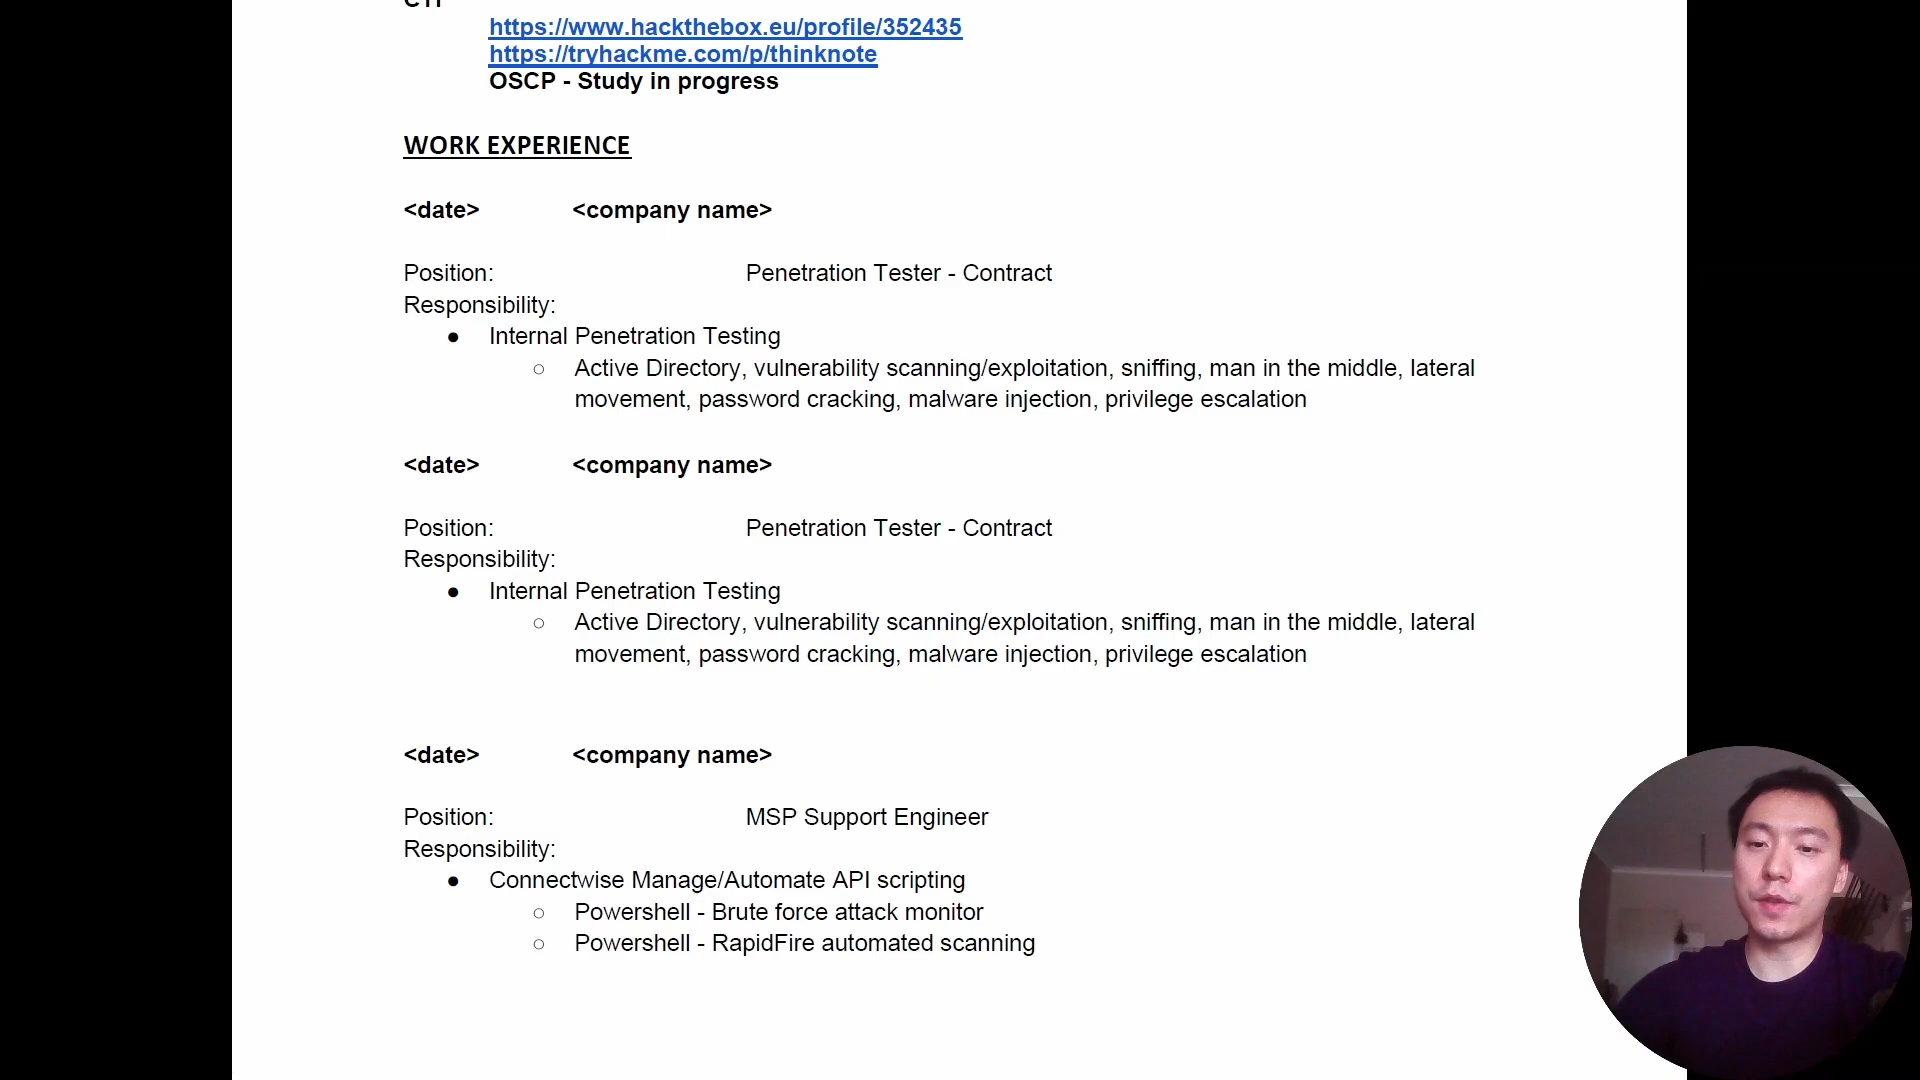 CTF
https://www.hackthebox.eu/profile/352435
https://tryhackme.com/p/thinknote
OSCP - Study in progress
WORK EXPERIENCE
<date> <company name>
Position: Penetration Tester - Contract
Responsibility:
● Internal Penetration Testing
○ Active Directory, vulnerability scanning/exploitation, sniffing, man in the middle, lateral
movement, password cracking, malware injection, privilege escalation
<date> <company name>
Position: Penetration Tester - Contract
Responsibility:
● Internal Penetration Testing
○ Active Directory, vulnerability scanning/exploitation, sniffing, man in the middle, lateral
movement, password cracking, malware injection, privilege escalation
<date> <company name>
Position: MSP Support Engineer
Responsibility:
● Connectwise Manage/Automate API scripting
○ Powershell - Brute force attack monitor
○ Powershell - RapidFire automated scanning